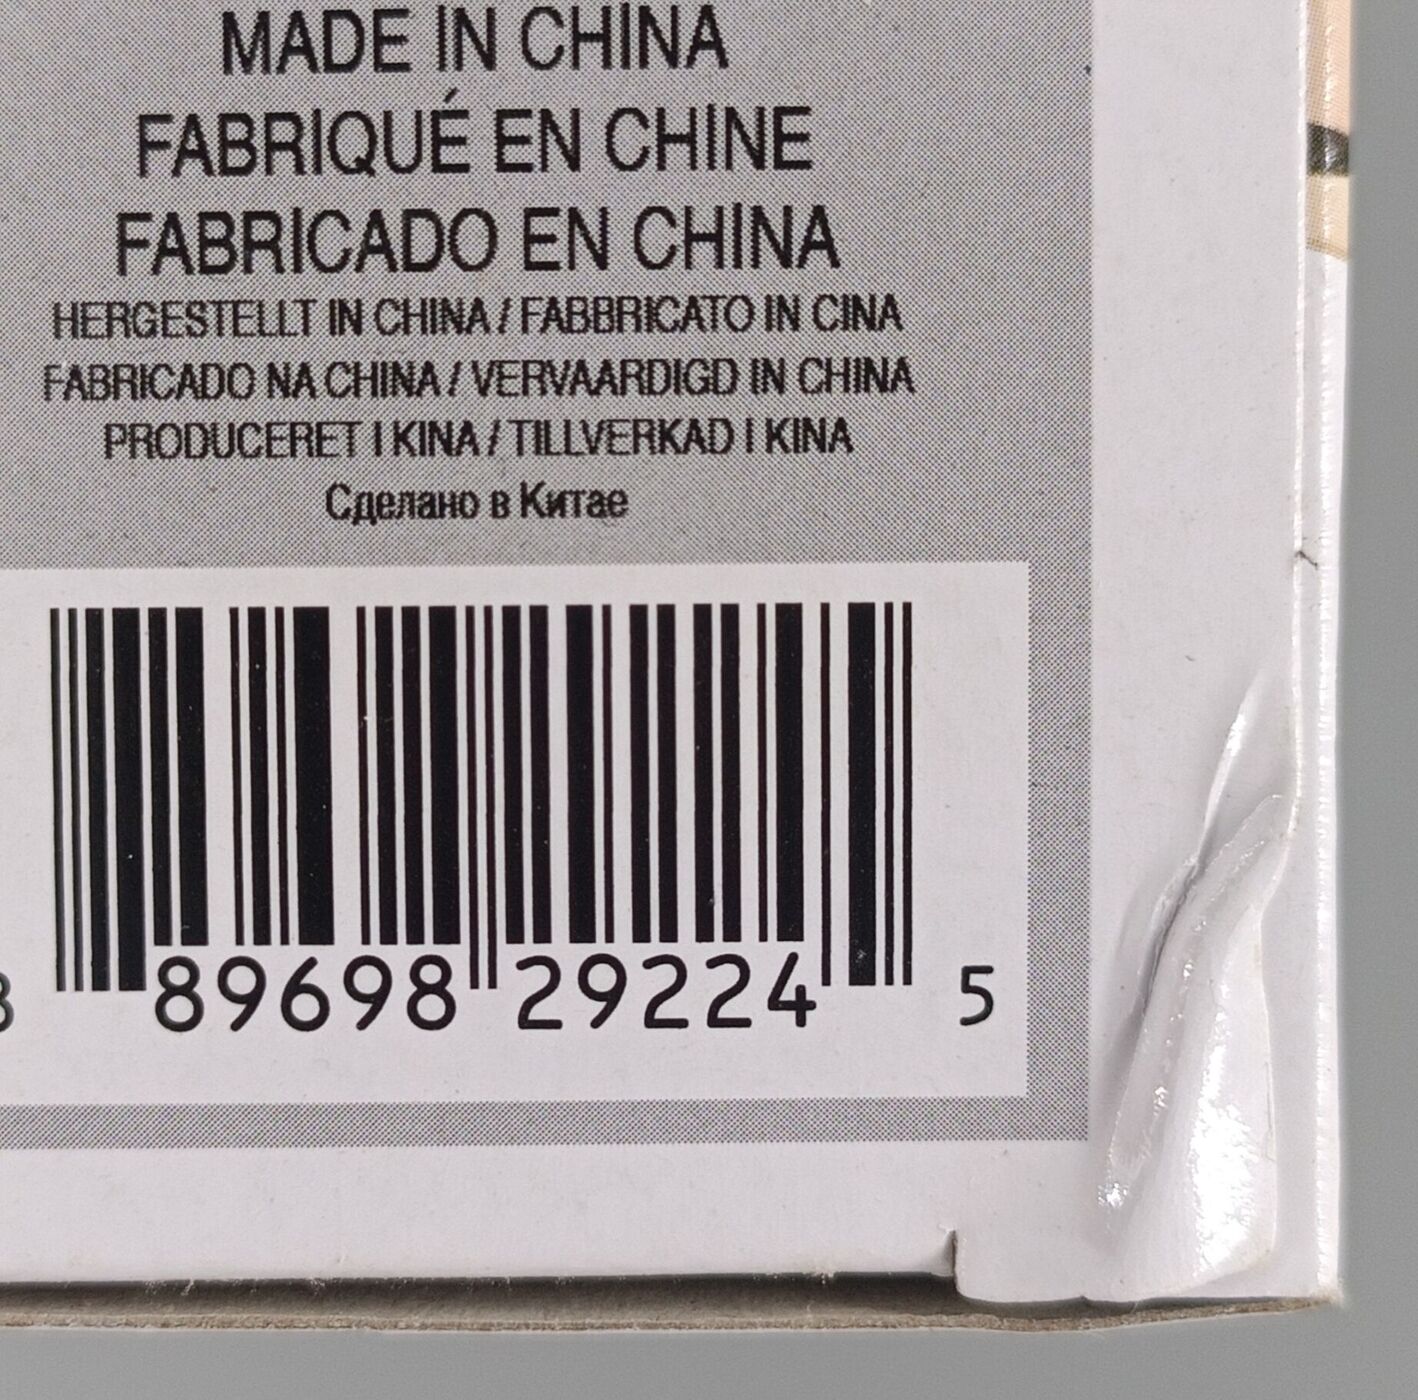 MADE IN CHINA
FABRIQUÉ EN CHINE
FABRICADO EN CHINA
HERGESTELLT IN CHINA / FABBRICATO IN CINA
FABRICADO NA CHINA / VERVAARDIGD IN CHINA
PRODUCERET I KINA / TILLVERKAD I KINA
Сделано в Китае
8 89698 29224 5